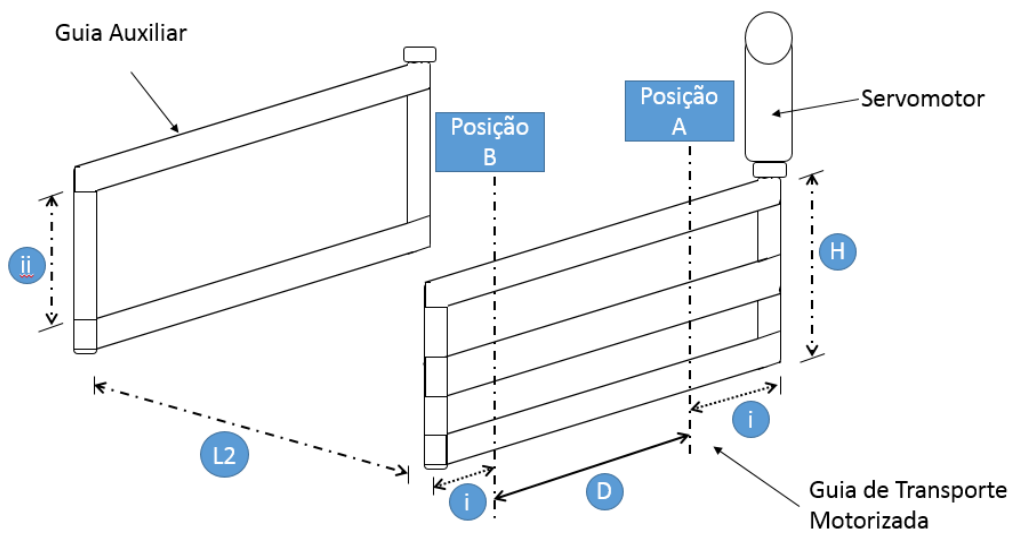 Guia Auxiliar
Posição
A
Servomotor
Posição
B
ii
H
i
L2
D
i
Guia de Transporte
Motorizada